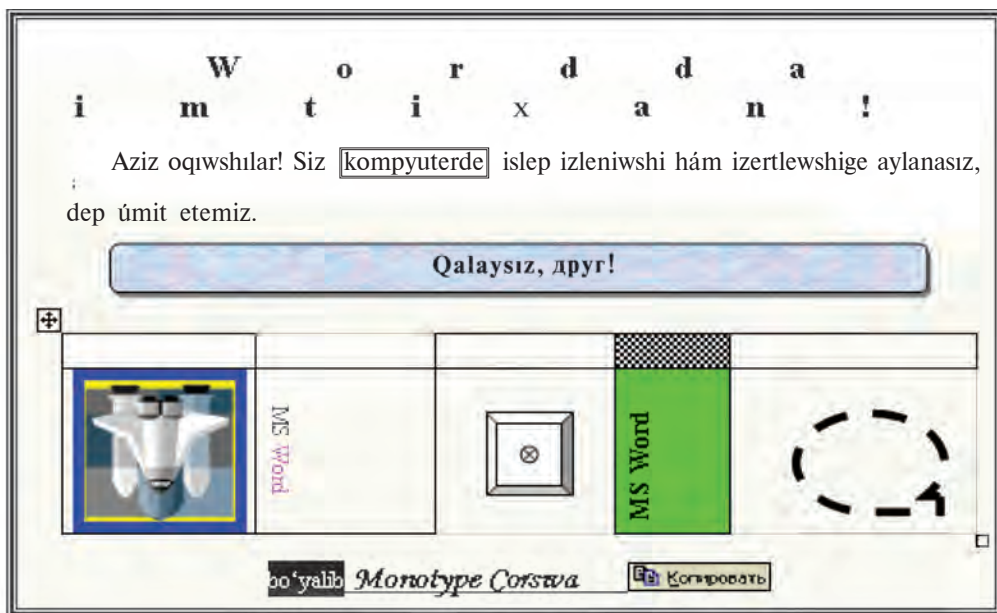 W o r d d a
i m t i x a n !
Aziz oqıwshılar! Siz kompyuterde islep izleniwshi hám izertlewshige aylanasız,
dep úmit etemiz.
Qalaysız, друг!
MS Word
MS Word
bo‘yalib Monotype Corsiva Копировать